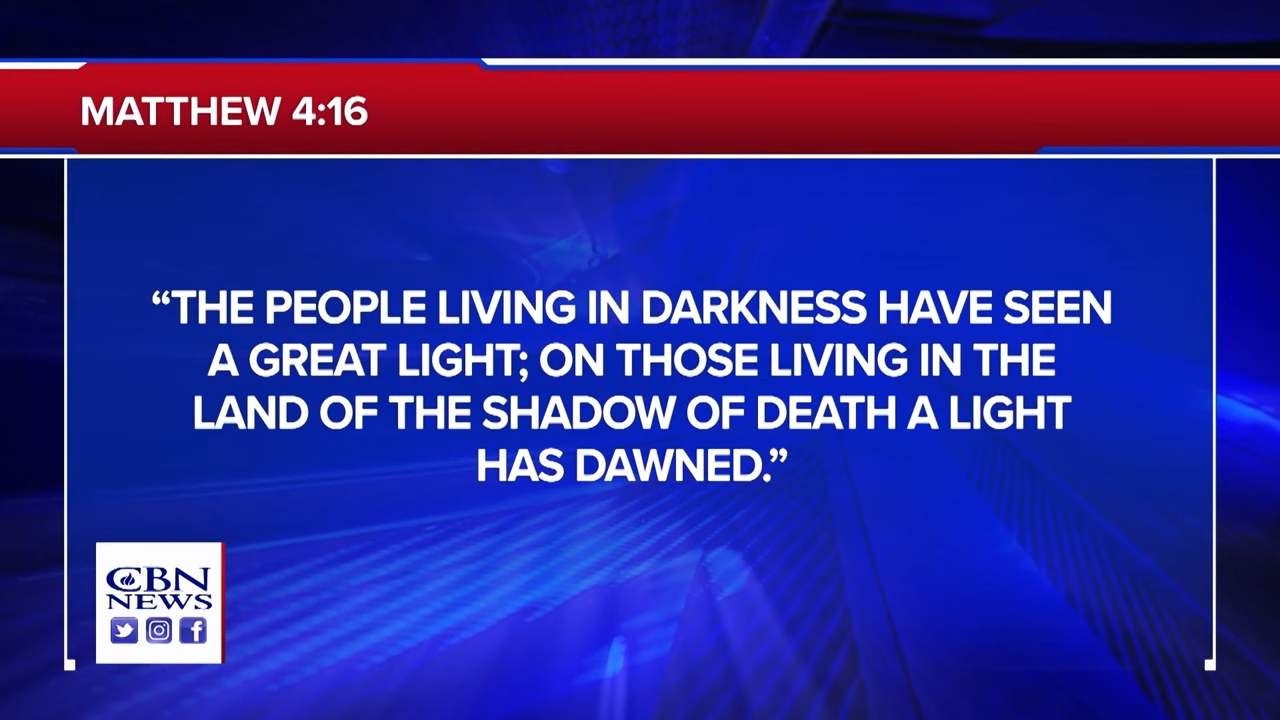 MATTHEW 4:16
“THE PEOPLE LIVING IN DARKNESS HAVE SEEN
A GREAT LIGHT; ON THOSE LIVING IN THE
LAND OF THE SHADOW OF DEATH A LIGHT
HAS DAWNED.”
CBN
NEWS